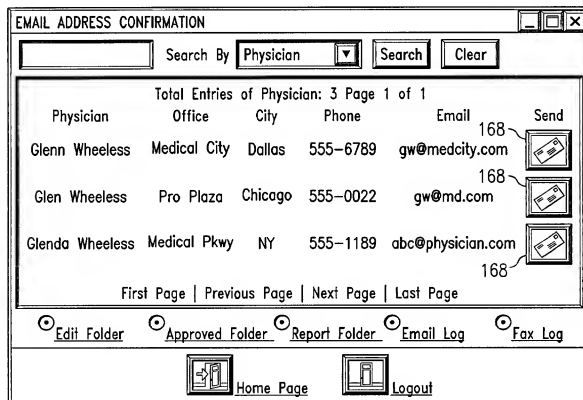 EMAIL ADDRESS CONFIRMATION
Search By Physician Search Clear
Total Entries of Physician: 3 Page 1 of 1
Physician Office City Phone Email Send
168
Glenn Wheeless Medical City Dallas 555-6789 gw@medcity.com
168
Glen Wheeless Pro Plaza Chicago 555-0022 gw@md.com
Glenda Wheeless Medical Pkwy NY 555-1189 abc@physician.com
168
First Page | Previous Page | Next Page | Last Page
Edit Folder Approved Folder Report Folder Email Log Fax Log
Home Page Logout